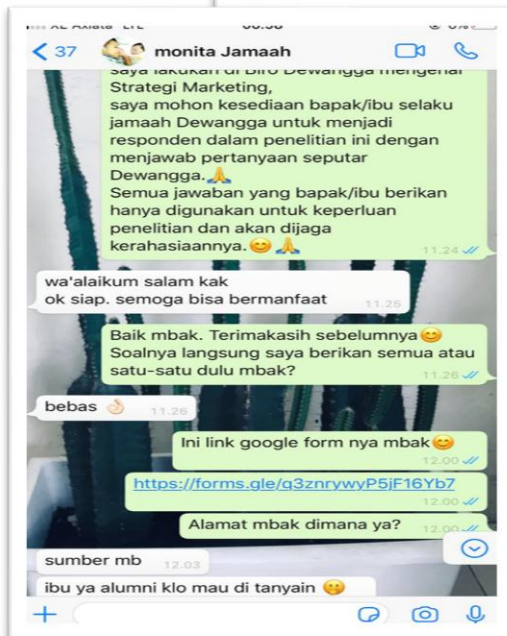 XL Axiata LTE
< 37 monita Jamaah
saya lakukan di Biro Dewangga mengenai
Strategi Marketing,
saya mohon kesediaan bapak/ibu selaku
jamaah Dewangga untuk menjadi
responden dalam penelitian ini dengan
menjawab pertanyaan seputar
Dewangga.🙏
Semua jawaban yang bapak/ibu berikan
hanya digunakan untuk keperluan
penelitian dan akan dijaga
kerahasiaannya.😊🙏 11.24
wa'alaikum salam kak
ok siap. semoga bisa bermanfaat 11.25
Baik mbak. Terimakasih sebelumnya😊
Soalnya langsung saya berikan semua atau
satu-satu dulu mbak? 11.26
bebas 👌🏻 11.26
Ini link google form nya mbak😊
12.00
https://forms.gle/q3znrywyP5jF16Yb7
12.00
Alamat mbak dimana ya? 12.00
sumber mb 12.03
ibu ya alumni klo mau di tanyain